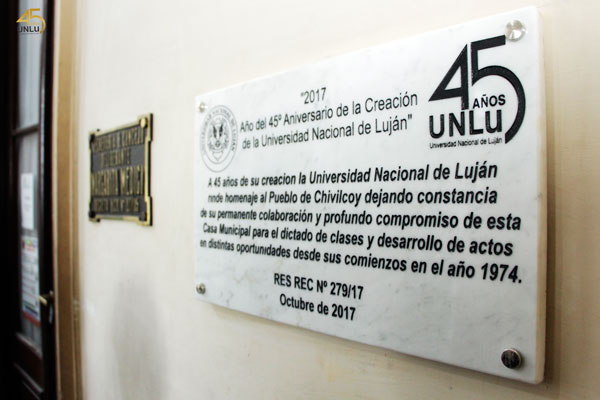 45
UNLU
"2017
Año del 45º Aniversario de la Creación
de la Universidad Nacional de Luján"
45
AÑOS
UNLu
Universidad Nacional de Luján
A 45 años de su creacion la Universidad Nacional de Luján
rinde homenaje al Pueblo de Chivilcoy dejando constancia
de su permanente colaboración y profundo compromiso de esta
Casa Municipal para el dictado de clases y desarrollo de actos
en distintas oportunidades desde sus comienzos en el año 1974.
RES REC Nº 279/17
Octubre de 2017
MARGARITA